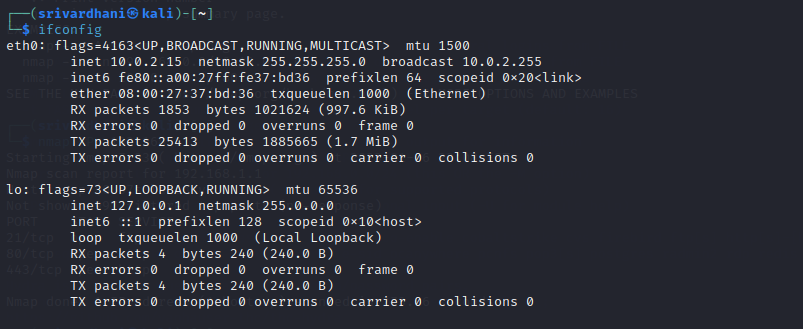 ┌──(srivardhani㉿kali)-[~]
└─$ ifconfig
eth0: flags=4163<UP,BROADCAST,RUNNING,MULTICAST>  mtu 1500
        inet 10.0.2.15  netmask 255.255.255.0  broadcast 10.0.2.255
        inet6 fe80::a00:27ff:fe37:bd36  prefixlen 64  scopeid 0×20<link>
        ether 08:00:27:37:bd:36  txqueuelen 1000  (Ethernet)
        RX packets 1853  bytes 1021624 (997.6 KiB)
        RX errors 0  dropped 0  overruns 0  frame 0
        TX packets 25413  bytes 1885665 (1.7 MiB)
        TX errors 0  dropped 0 overruns 0  carrier 0  collisions 0

lo: flags=73<UP,LOOPBACK,RUNNING>  mtu 65536
        inet 127.0.0.1  netmask 255.0.0.0
        inet6 ::1  prefixlen 128  scopeid 0×10<host>
        loop  txqueuelen 1000  (Local Loopback)
        RX packets 4  bytes 240 (240.0 B)
        RX errors 0  dropped 0  overruns 0  frame 0
        TX packets 4  bytes 240 (240.0 B)
        TX errors 0  dropped 0 overruns 0  carrier 0  collisions 0